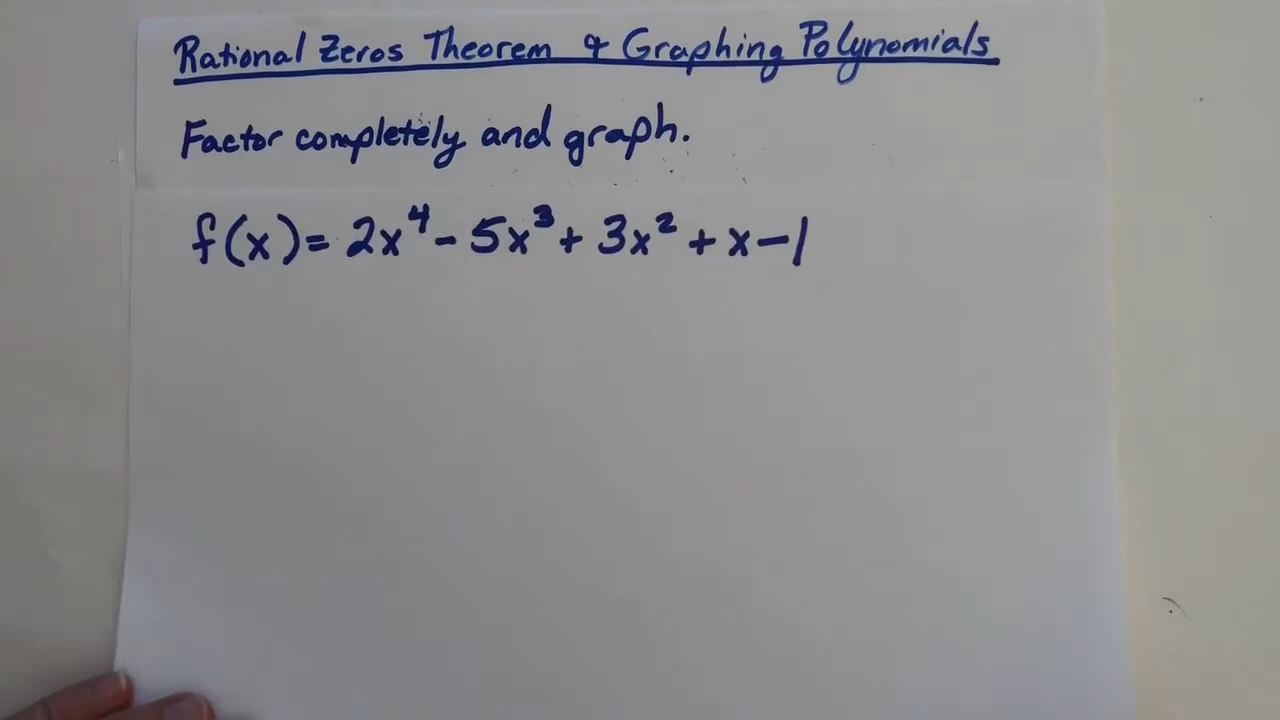 Rational Zeros Theorem & Graphing Polynomials
Factor completely and graph.
f(x)= 2x⁴ - 5x³ + 3x² + x - 1